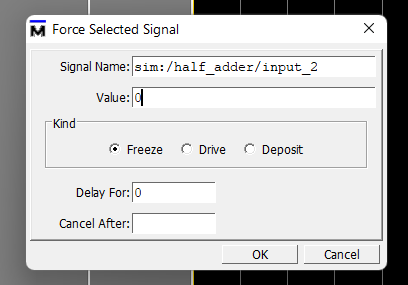 Force Selected Signal
Signal Name: sim:/half_adder/input_2
Value: 0
Kind
Freeze Drive Deposit
Delay For: 0
Cancel After:
OK Cancel